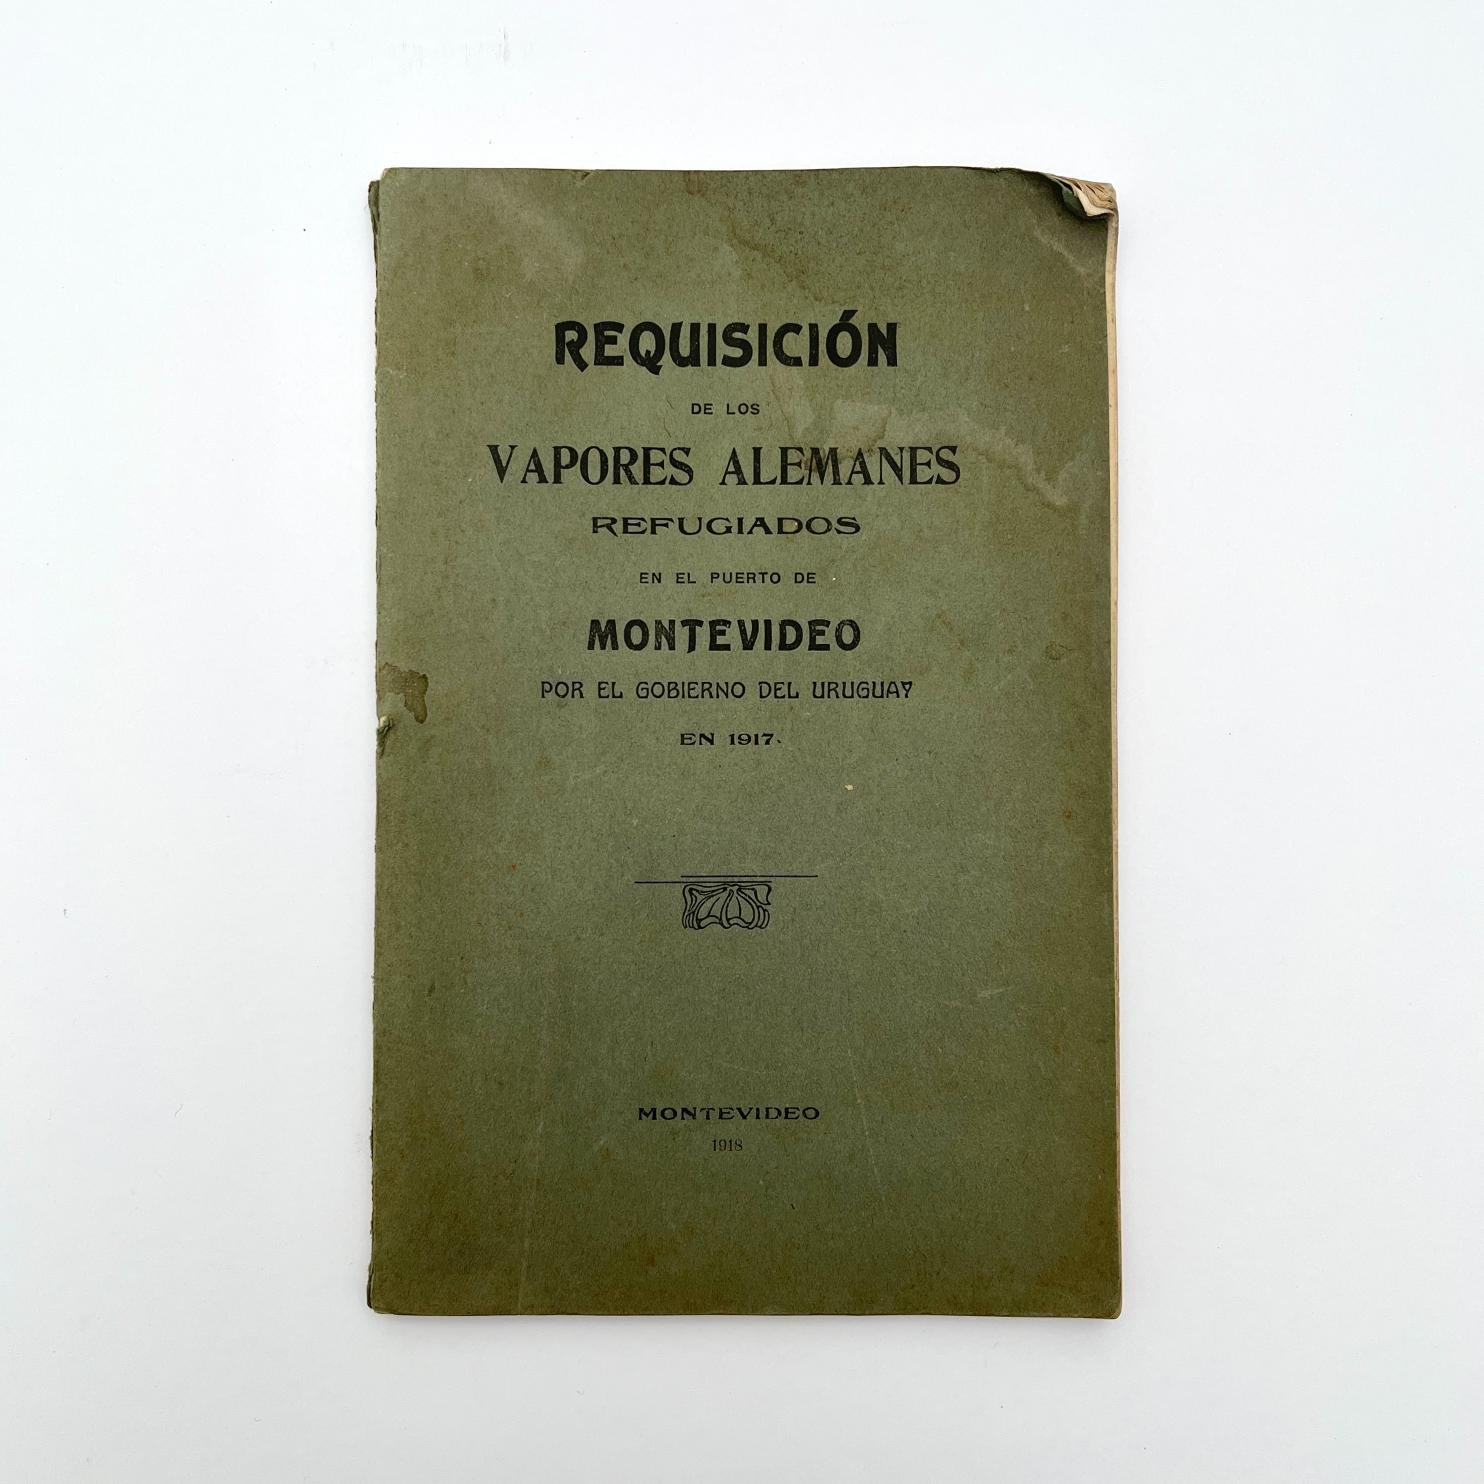 REQUISICIÓN
DE LOS
VAPORES ALEMANES
REFUGIADOS
EN EL PUERTO DE
MONTEVIDEO
POR EL GOBIERNO DEL URUGUAY
EN 1917.
MONTEVIDEO
1918